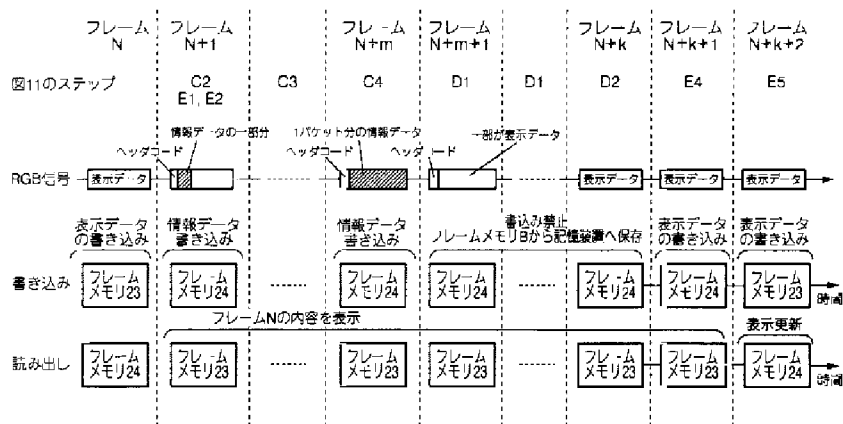 フレーム フレーム フレーム フレーム フレーム フレーム フレーム
N N+1 N+m N+m+1 N+k N+k+1 N+k+2
図11のステップ C2 C3 C4 D1 D1 D2 E4 E5
E1, E2
情報データの一部分 1パケット分の情報データ 一部が表示データ
ヘッダコード ヘッダコード ヘッダコード
RGB信号 表示データ 表示データ 表示データ 表示データ
表示データ 情報データ 情報データ 書込み禁止 表示データ 表示データ
の書き込み 書き込み 書き込み フレームメモリBから記憶装置へ保存 の書き込み の書き込み
書き込み フレーム フレーム フレーム フレーム フレーム フレーム フレーム
メモリ23 メモリ24 メモリ24 メモリ24 メモリ24 メモリ24 メモリ23
時間
フレームNの内容を表示 表示更新
読み出し フレーム フレーム フレーム フレーム フレーム フレーム フレーム
メモリ24 メモリ23 メモリ23 メモリ23 メモリ23 メモリ23 メモリ24
時間